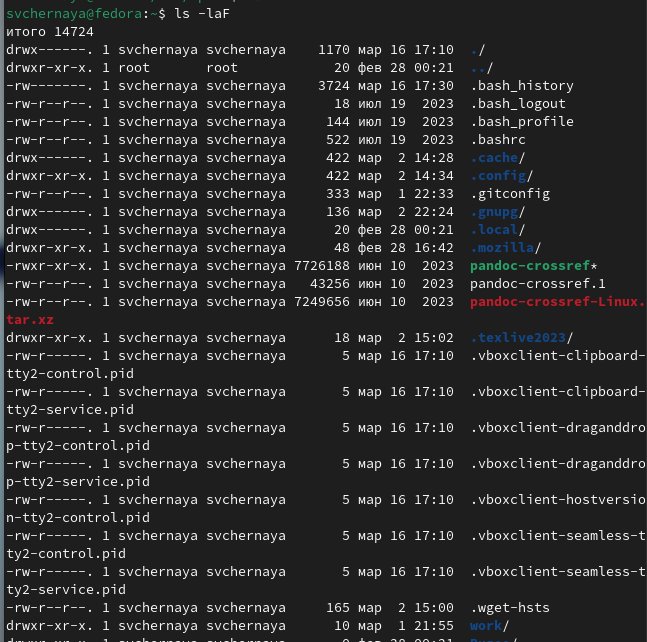 svchernaya@fedora:~$ ls -laF
итого 14724
drwx------. 1 svchernaya svchernaya    1170 мар 16 17:10 ./
drwxr-xr-x. 1 root       root            20 фев 28 00:21 ../
-rw-------. 1 svchernaya svchernaya    3724 мар 16 17:30 .bash_history
-rw-r--r--. 1 svchernaya svchernaya      18 июл 19  2023 .bash_logout
-rw-r--r--. 1 svchernaya svchernaya     144 июл 19  2023 .bash_profile
-rw-r--r--. 1 svchernaya svchernaya     522 июл 19  2023 .bashrc
drwx------. 1 svchernaya svchernaya     422 мар  2 14:28 .cache/
drwxr-xr-x. 1 svchernaya svchernaya     422 мар  2 14:34 .config/
-rw-r--r--. 1 svchernaya svchernaya     333 мар  1 22:33 .gitconfig
drwx------. 1 svchernaya svchernaya     136 мар  2 22:24 .gnupg/
drwx------. 1 svchernaya svchernaya      20 фев 28 00:21 .local/
drwxr-xr-x. 1 svchernaya svchernaya      48 фев 28 16:42 .mozilla/
-rwxr-xr-x. 1 svchernaya svchernaya 7726188 июн 10  2023 pandoc-crossref*
-rw-r--r--. 1 svchernaya svchernaya   43256 июн 10  2023 pandoc-crossref.1
-rw-r--r--. 1 svchernaya svchernaya 7249656 июн 10  2023 pandoc-crossref-Linux.
tar.xz
drwxr-xr-x. 1 svchernaya svchernaya      18 мар  2 15:02 .texlive2023/
-rw-r-----. 1 svchernaya svchernaya       5 мар 16 17:10 .vboxclient-clipboard-
tty2-control.pid
-rw-r-----. 1 svchernaya svchernaya       5 мар 16 17:10 .vboxclient-clipboard-
tty2-service.pid
-rw-r-----. 1 svchernaya svchernaya       5 мар 16 17:10 .vboxclient-draganddro
p-tty2-control.pid
-rw-r-----. 1 svchernaya svchernaya       5 мар 16 17:10 .vboxclient-draganddro
p-tty2-service.pid
-rw-r-----. 1 svchernaya svchernaya       5 мар 16 17:10 .vboxclient-hostversio
n-tty2-control.pid
-rw-r-----. 1 svchernaya svchernaya       5 мар 16 17:10 .vboxclient-seamless-t
ty2-control.pid
-rw-r-----. 1 svchernaya svchernaya       5 мар 16 17:10 .vboxclient-seamless-t
ty2-service.pid
-rw-r--r--. 1 svchernaya svchernaya     165 мар  2 15:00 .wget-hsts
drwxr-xr-x. 1 svchernaya svchernaya      10 мар  1 21:55 work/